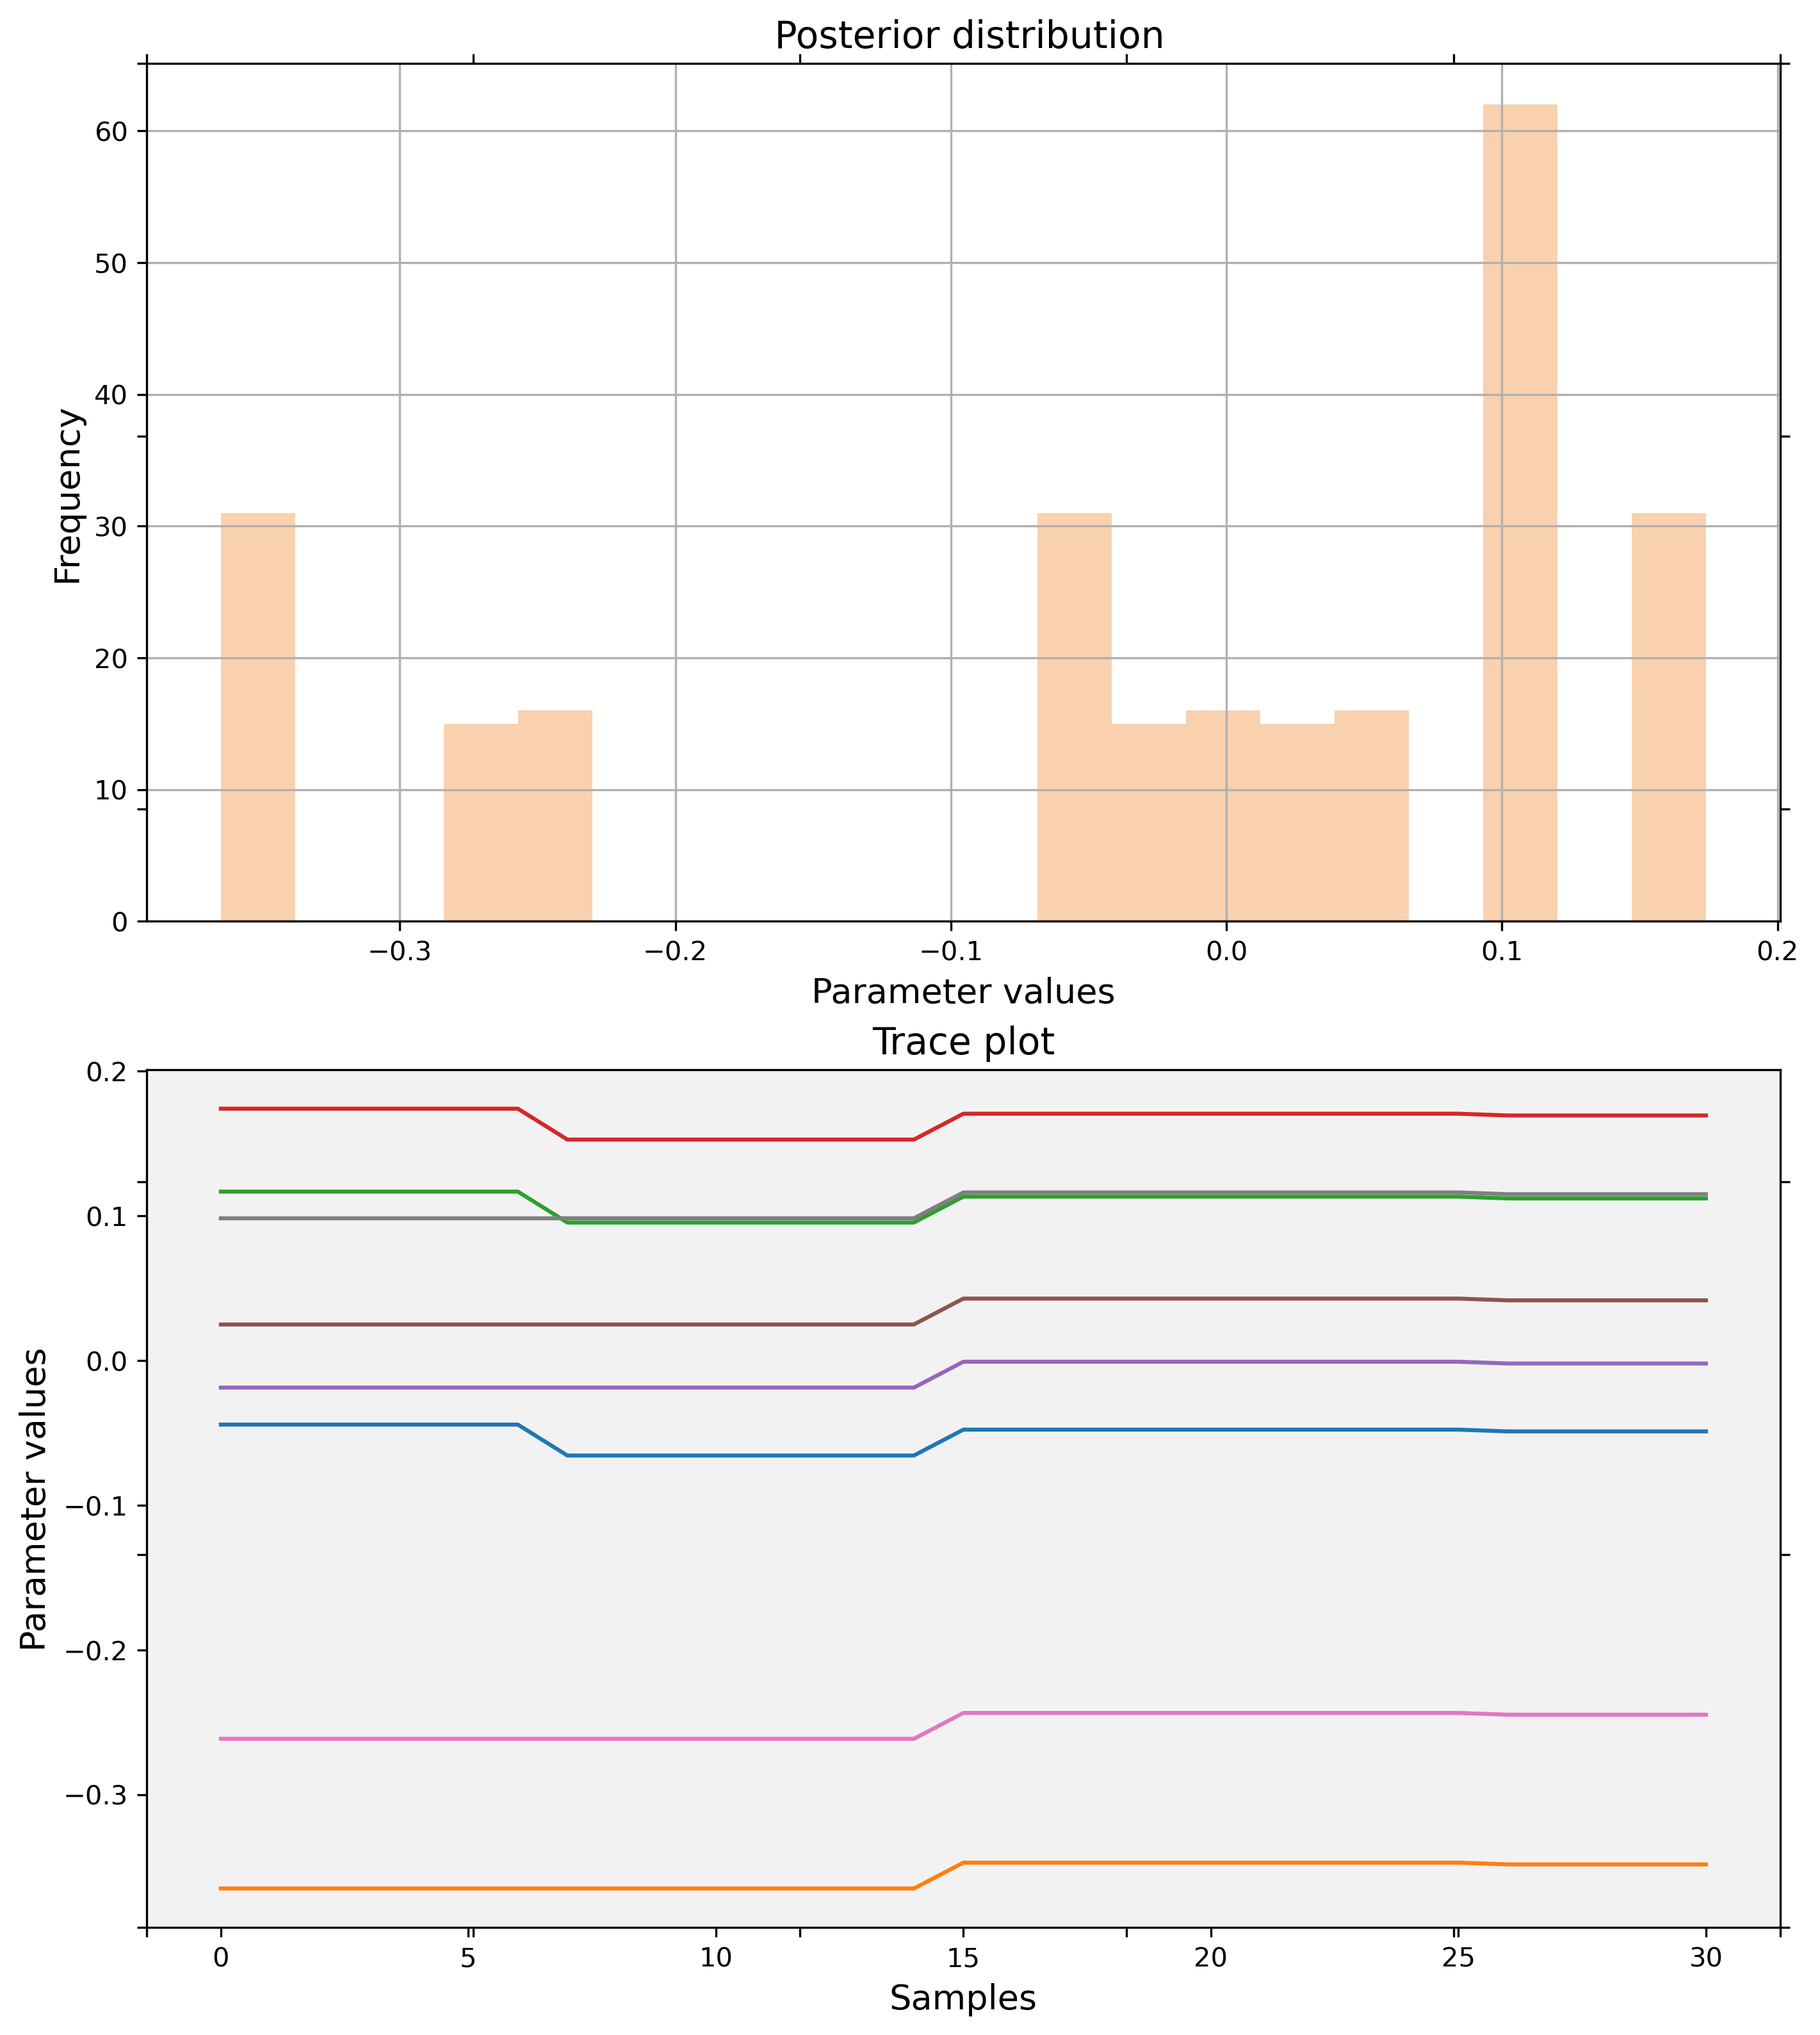 Posterior distribution
60
50
40
30
20
10
0
Frequency
−0.3 −0.2 −0.1 0.0 0.1 0.2
Parameter values
Trace plot
0.2
0.1
0.0
−0.1
−0.2
−0.3
Parameter values
0 5 10 15 20 25 30
Samples